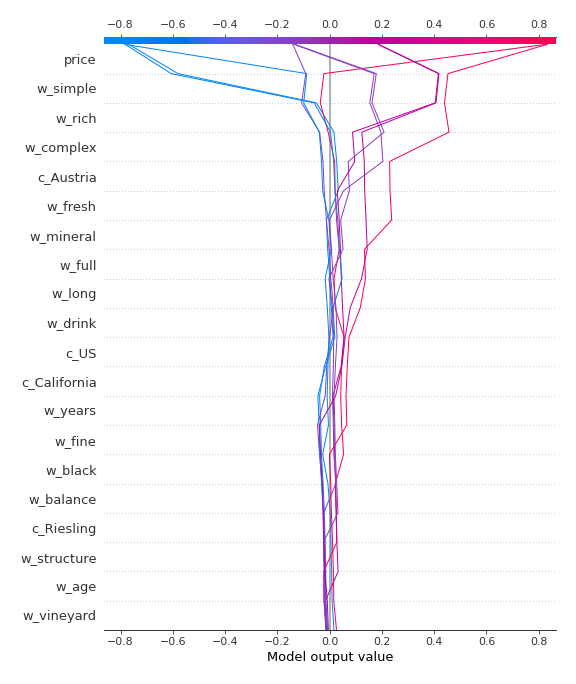 −0.8 −0.6 −0.4 −0.2 0.0 0.2 0.4 0.6 0.8
price
w_simple
w_rich
w_complex
c_Austria
w_fresh
w_mineral
w_full
w_long
w_drink
c_US
c_California
w_years
w_fine
w_black
w_balance
c_Riesling
w_structure
w_age
w_vineyard
−0.8 −0.6 −0.4 −0.2 0.0 0.2 0.4 0.6 0.8
Model output value